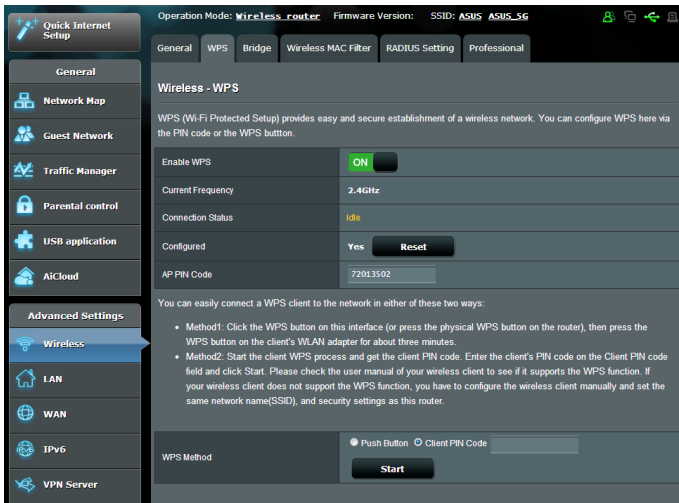 Quick Internet
Setup
Operation Mode: Wireless router Firmware Version: SSID: ASUS ASUS_5G
General WPS Bridge Wireless MAC Filter RADIUS Setting Professional
General
Network Map
Guest Network
Traffic Manager
Parental control
USB application
AiCloud
Advanced Settings
Wireless
LAN
WAN
IPv6
VPN Server
Wireless - WPS
WPS (Wi-Fi Protected Setup) provides easy and secure establishment of a wireless network. You can configure WPS here via
the PIN code or the WPS buttton.
Enable WPS ON
Current Frequency 2.4GHz
Connection Status Idle
Configured Yes Reset
AP PIN Code 72013502
You can easily connect a WPS client to the network in either of these two ways:
• Method1: Click the WPS button on this interface (or press the physical WPS button on the router), then press the
WPS button on the client's WLAN adapter for about three minutes.
• Method2: Start the client WPS process and get the client PIN code. Enter the client's PIN code on the Client PIN code
field and click Start. Please check the user manual of your wireless client to see if it supports the WPS function. If
your wireless client does not support the WPS function, you have to configure the wireless client manually and set the
same network name(SSID), and security settings as this router.
WPS Method Push Button Client PIN Code
Start